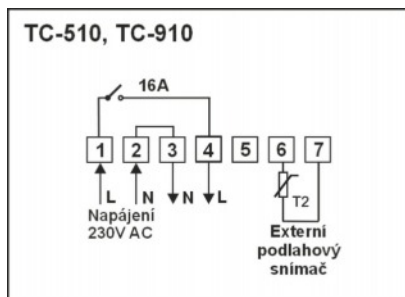 TC-510, TC-910
16A
1 2 3 4 5 6 7
L N N L
T2
Napájení
230V AC
Externí
podlahový
snímač